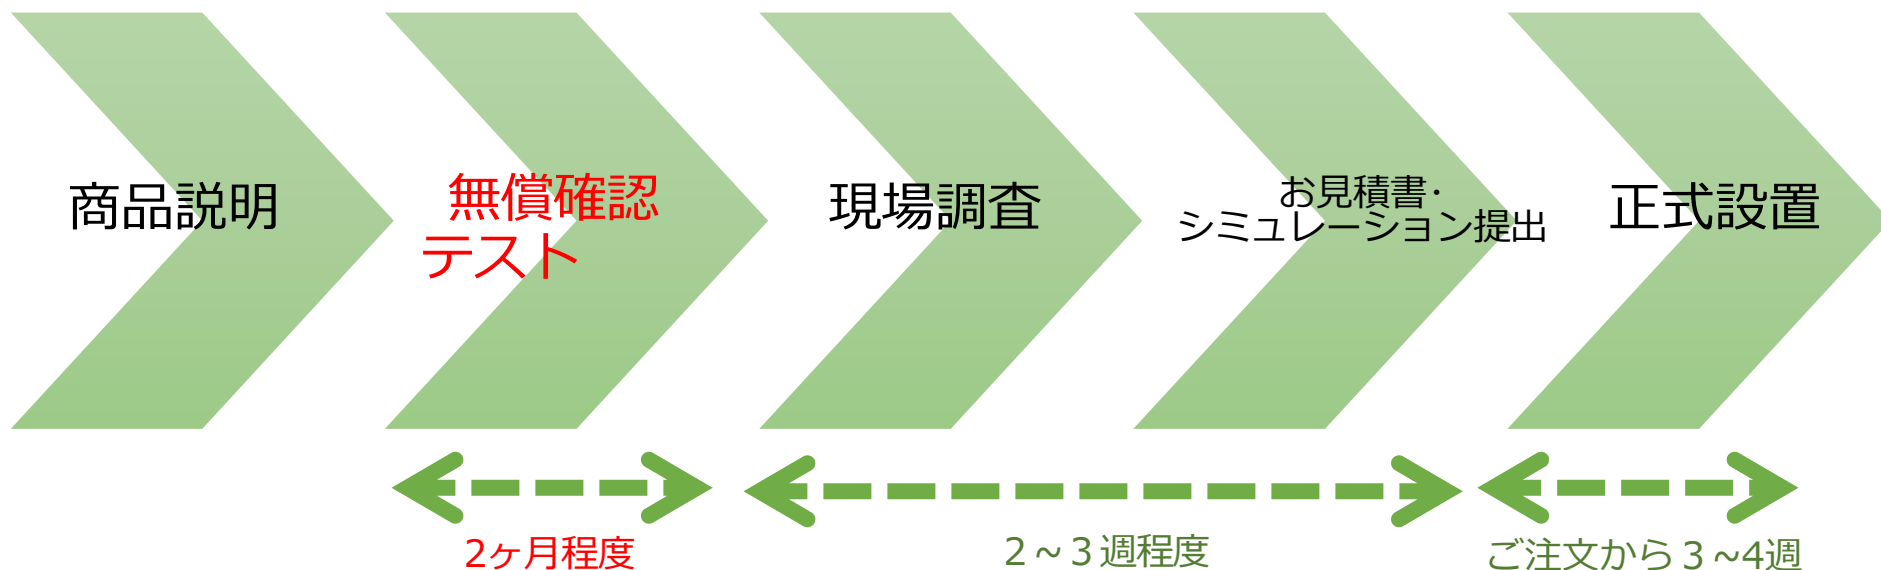 商品説明
無償確認
テスト
現場調査
お見積書･
シミュレーション提出
正式設置
2ヶ月程度
2～３週程度
ご注文から３~4週